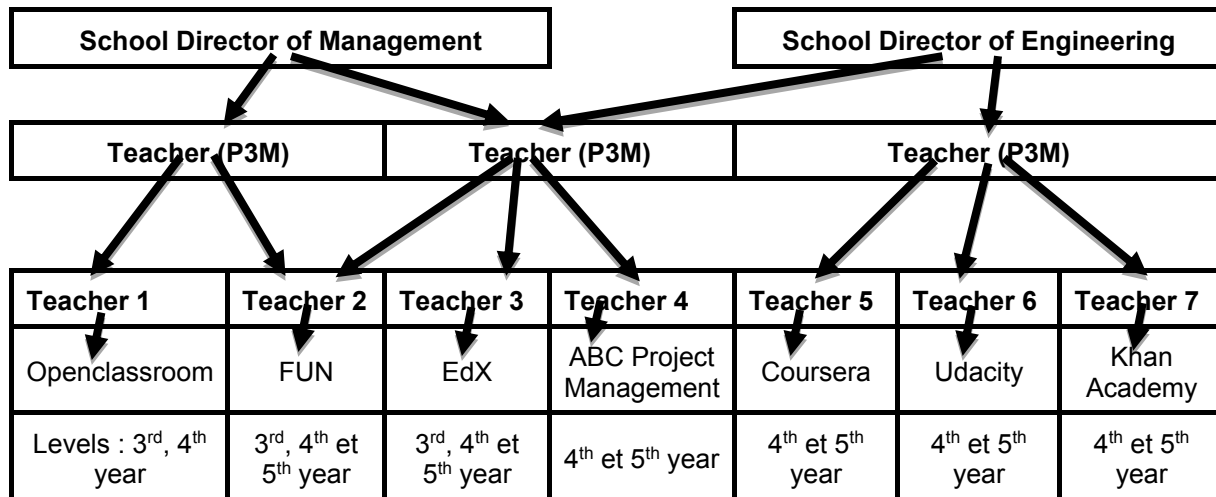 School Director of Management
School Director of Engineering
Teacher (P3M)
Teacher (P3M)
Teacher (P3M)
Teacher 1
Teacher 2
Teacher 3
Teacher 4
Teacher 5
Teacher 6
Teacher 7
Openclassroom
FUN
EdX
ABC Project
Management
Coursera
Udacity
Khan
Academy
Levels : 3rd, 4th
year
3rd, 4th et
5th year
3rd, 4th et
5th year
4th et 5th year
4th et 5th
year
4th et 5th
year
4th et 5th
year